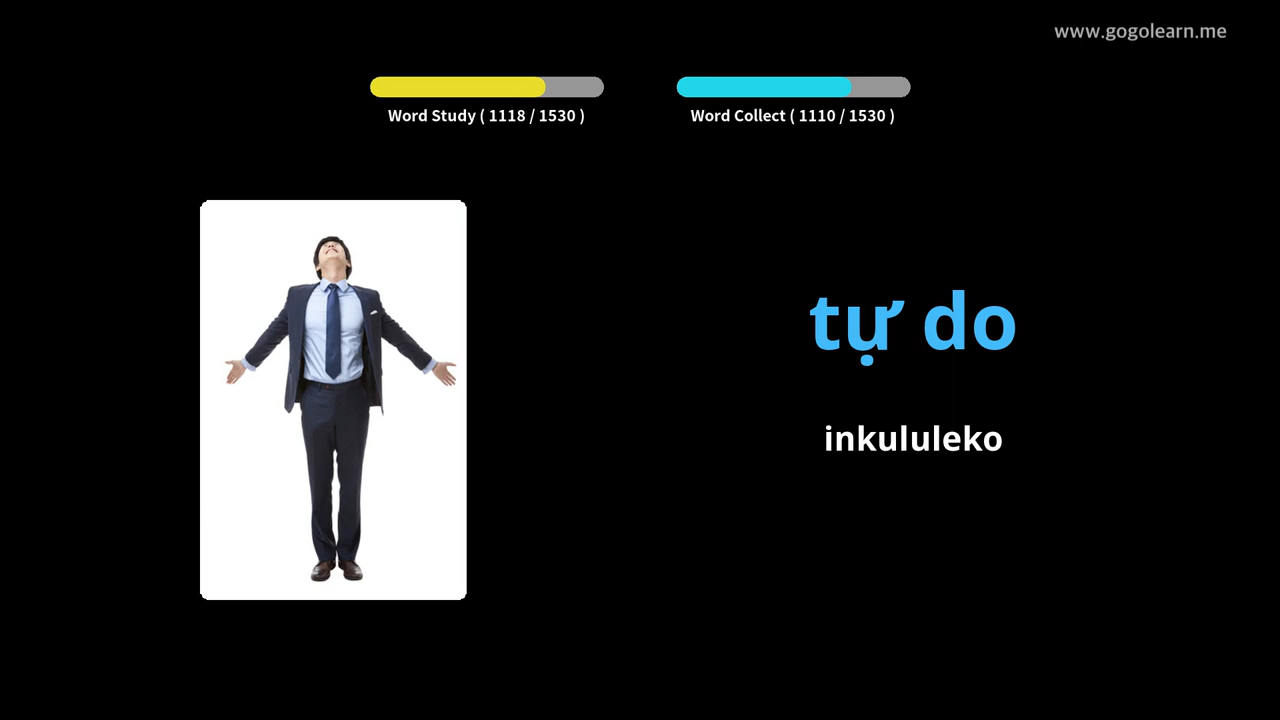 www.gogolearn.me
Word Study ( 1118 / 1530 )
Word Collect ( 1110 / 1530 )
tự do
inkululeko